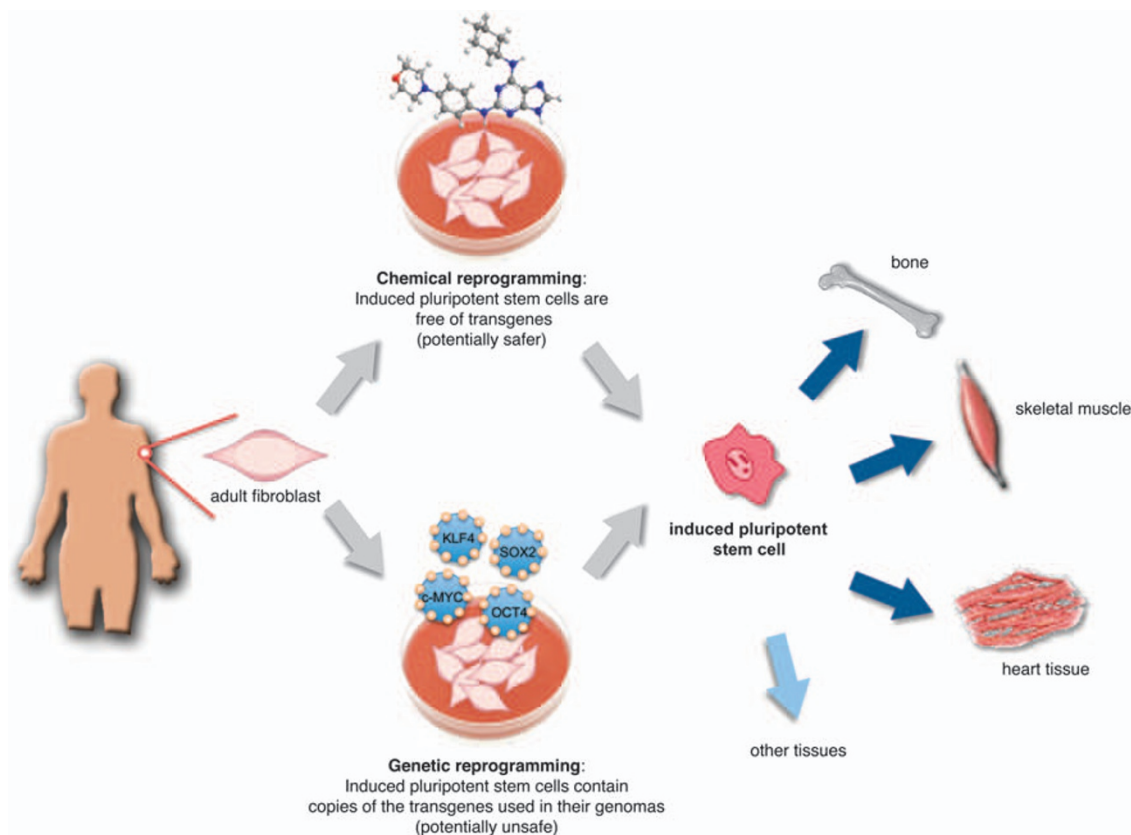 Chemical reprogramming:
Induced pluripotent stem cells are
free of transgenes
(potentially safer)
bone
skeletal muscle
adult fibroblast
KLF4
SOX2
c-MYC
OCT4
induced pluripotent
stem cell
heart tissue
other tissues
Genetic reprogramming:
Induced pluripotent stem cells contain
copies of the transgenes used in their genomas
(potentially unsafe)